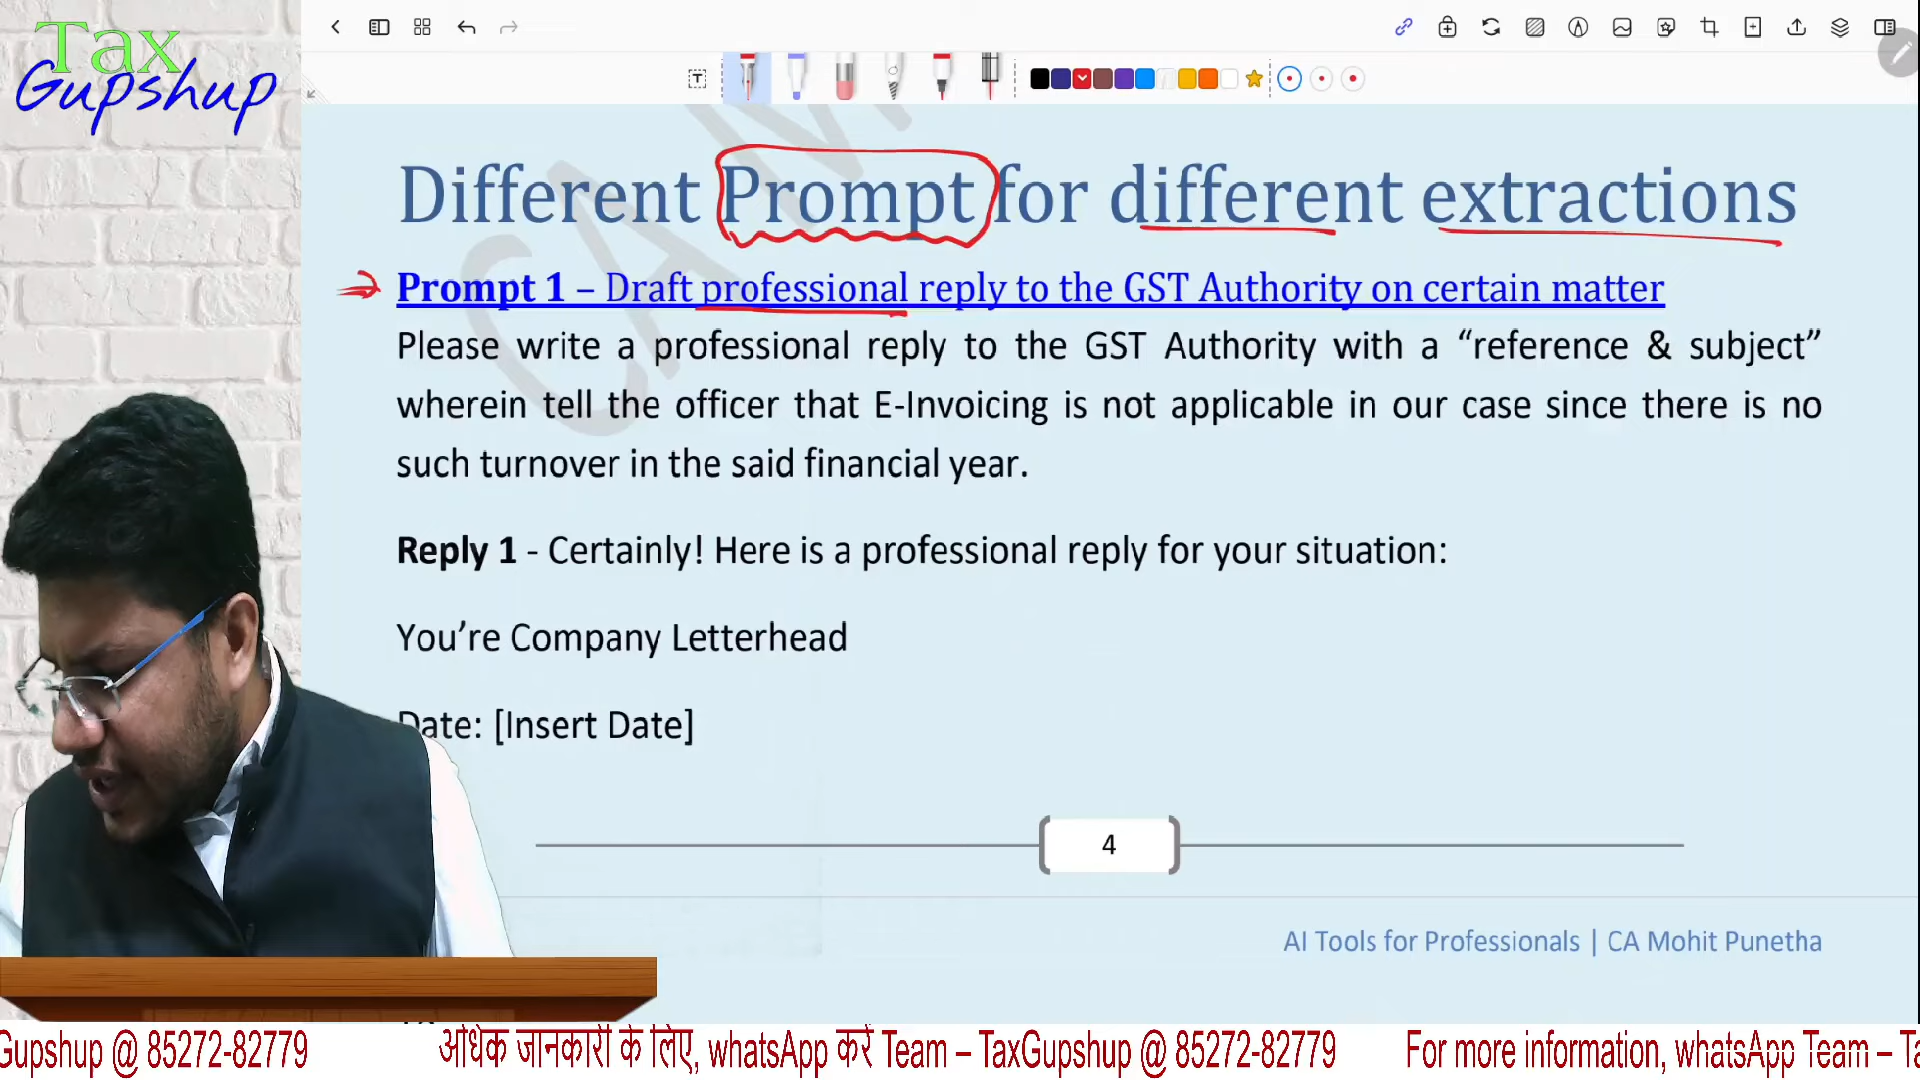 Tax
Gupshup
CA M
Different Prompt for different extractions
Prompt 1 – Draft professional reply to the GST Authority on certain matter
Please write a professional reply to the GST Authority with a “reference & subject”
wherein tell the officer that E-Invoicing is not applicable in our case since there is no
such turnover in the said financial year.
Reply 1 - Certainly! Here is a professional reply for your situation:
You’re Company Letterhead
Date: [Insert Date]
4
AI Tools for Professionals | CA Mohit Punetha
Gupshup @ 85272-82779 अधिक जानकारी के लिए, whatsApp करें Team – TaxGupshup @ 85272-82779 For more information, whatsApp Team – Ta